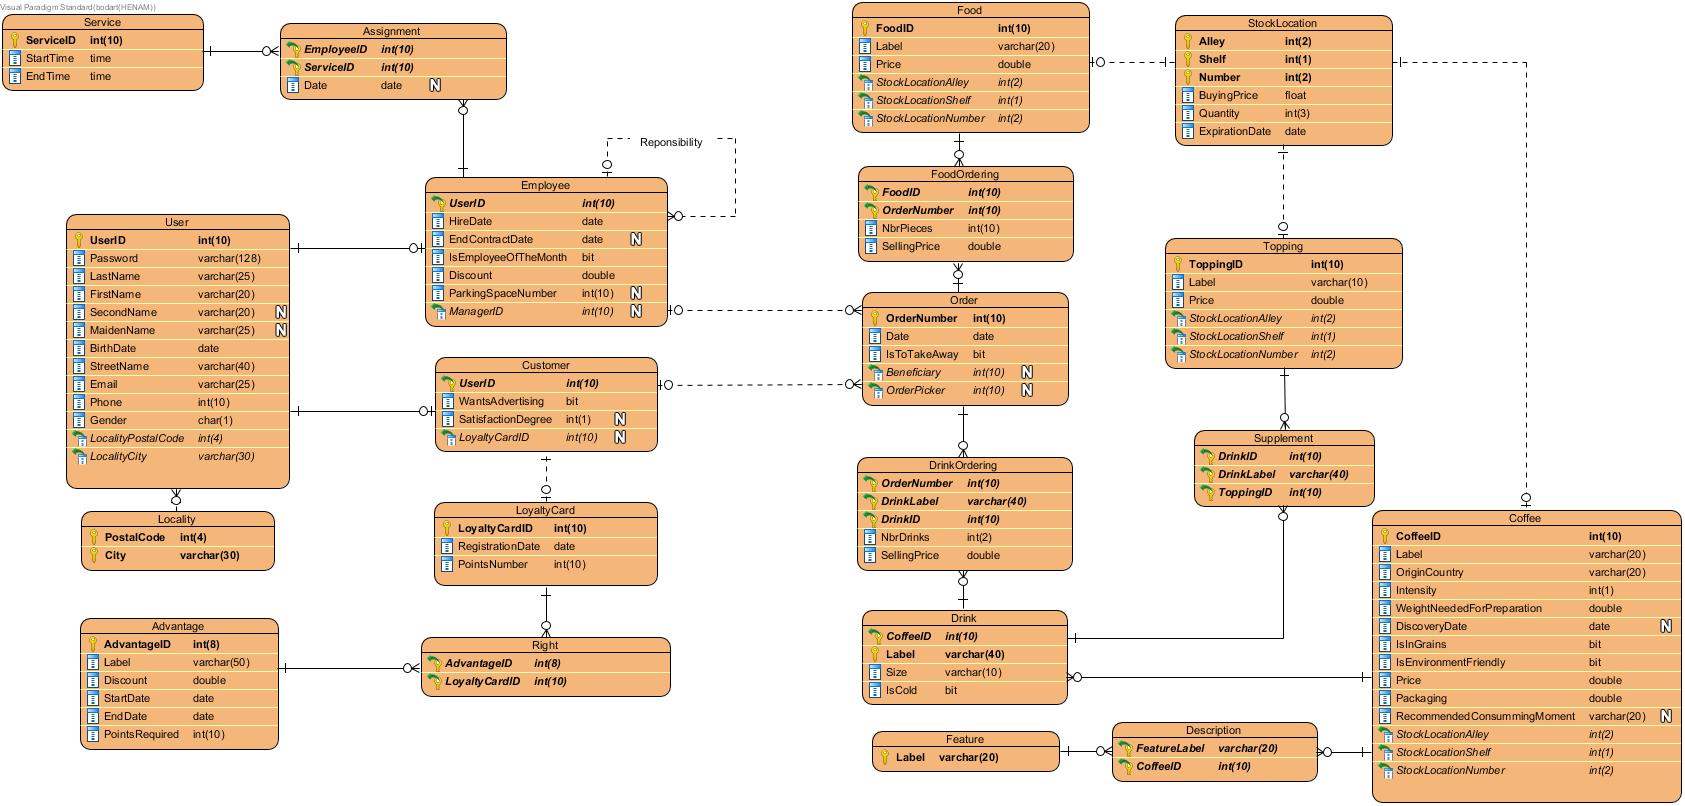 Visual Paradigm Standard(bodart(HENAM))
Service
ServiceID int(10)
StartTime time
EndTime time
Assignment
EmployeeID int(10)
ServiceID int(10)
Date date N
Reponsibility
Employee
UserID int(10)
HireDate date
EndContractDate date N
IsEmployeeOfTheMonth bit
Discount double
ParkingSpaceNumber int(10) N
ManagerID int(10) N
User
UserID int(10)
Password varchar(128)
LastName varchar(25)
FirstName varchar(20)
SecondName varchar(20) N
MaidenName varchar(25) N
BirthDate date
StreetName varchar(40)
Email varchar(25)
Phone int(10)
Gender char(1)
LocalityPostalCode int(4)
LocalityCity varchar(30)
Customer
UserID int(10)
WantsAdvertising bit
SatisfactionDegree int(1) N
LoyaltyCardID int(10) N
Locality
PostalCode int(4)
City varchar(30)
LoyaltyCard
LoyaltyCardID int(10)
RegistrationDate date
PointsNumber int(10)
Advantage
AdvantageID int(8)
Label varchar(50)
Discount double
StartDate date
EndDate date
PointsRequired int(10)
Right
AdvantageID int(8)
LoyaltyCardID int(10)
Food
FoodID int(10)
Label varchar(20)
Price double
StockLocationAlley int(2)
StockLocationShelf int(1)
StockLocationNumber int(2)
FoodOrdering
FoodID int(10)
OrderNumber int(10)
NbrPieces int(10)
SellingPrice double
Order
OrderNumber int(10)
Date date
IsToTakeAway bit
Beneficiary int(10) N
OrderPicker int(10) N
DrinkOrdering
OrderNumber int(10)
DrinkLabel varchar(40)
DrinkID int(10)
NbrDrinks int(2)
SellingPrice double
Drink
CoffeeID int(10)
Label varchar(40)
Size varchar(10)
IsCold bit
Feature
Label varchar(20)
Description
FeatureLabel varchar(20)
CoffeeID int(10)
StockLocation
Alley int(2)
Shelf int(1)
Number int(2)
BuyingPrice float
Quantity int(3)
ExpirationDate date
Topping
ToppingID int(10)
Label varchar(10)
Price double
StockLocationAlley int(2)
StockLocationShelf int(1)
StockLocationNumber int(2)
Supplement
DrinkID int(10)
DrinkLabel varchar(40)
ToppingID int(10)
Coffee
CoffeeID int(10)
Label varchar(20)
OriginCountry varchar(20)
Intensity int(1)
WeightNeededForPreparation double
DiscoveryDate date N
IsInGrains bit
IsEnvironmentFriendly bit
Price double
Packaging double
RecommendedConsummingMoment varchar(20) N
StockLocationAlley int(2)
StockLocationShelf int(1)
StockLocationNumber int(2)